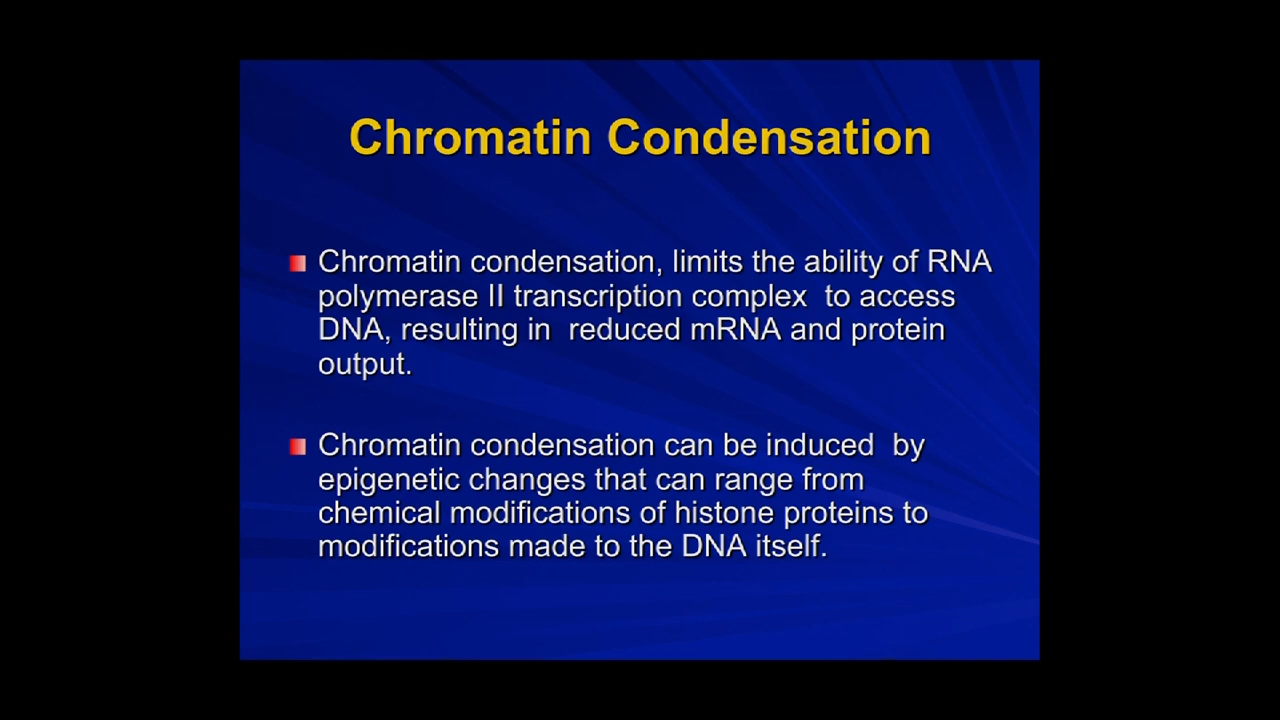 Chromatin Condensation
Chromatin condensation, limits the ability of RNA
polymerase II transcription complex  to access
DNA, resulting in  reduced mRNA and protein
output.
Chromatin condensation can be induced  by
epigenetic changes that can range from
chemical modifications of histone proteins to
modifications made to the DNA itself.